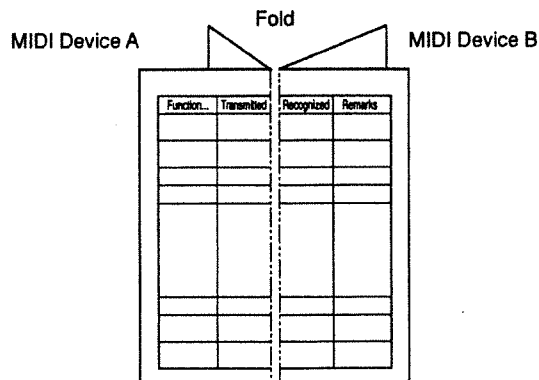 Fold
MIDI Device A
MIDI Device B
Function... Transmitted Recognized Remarks